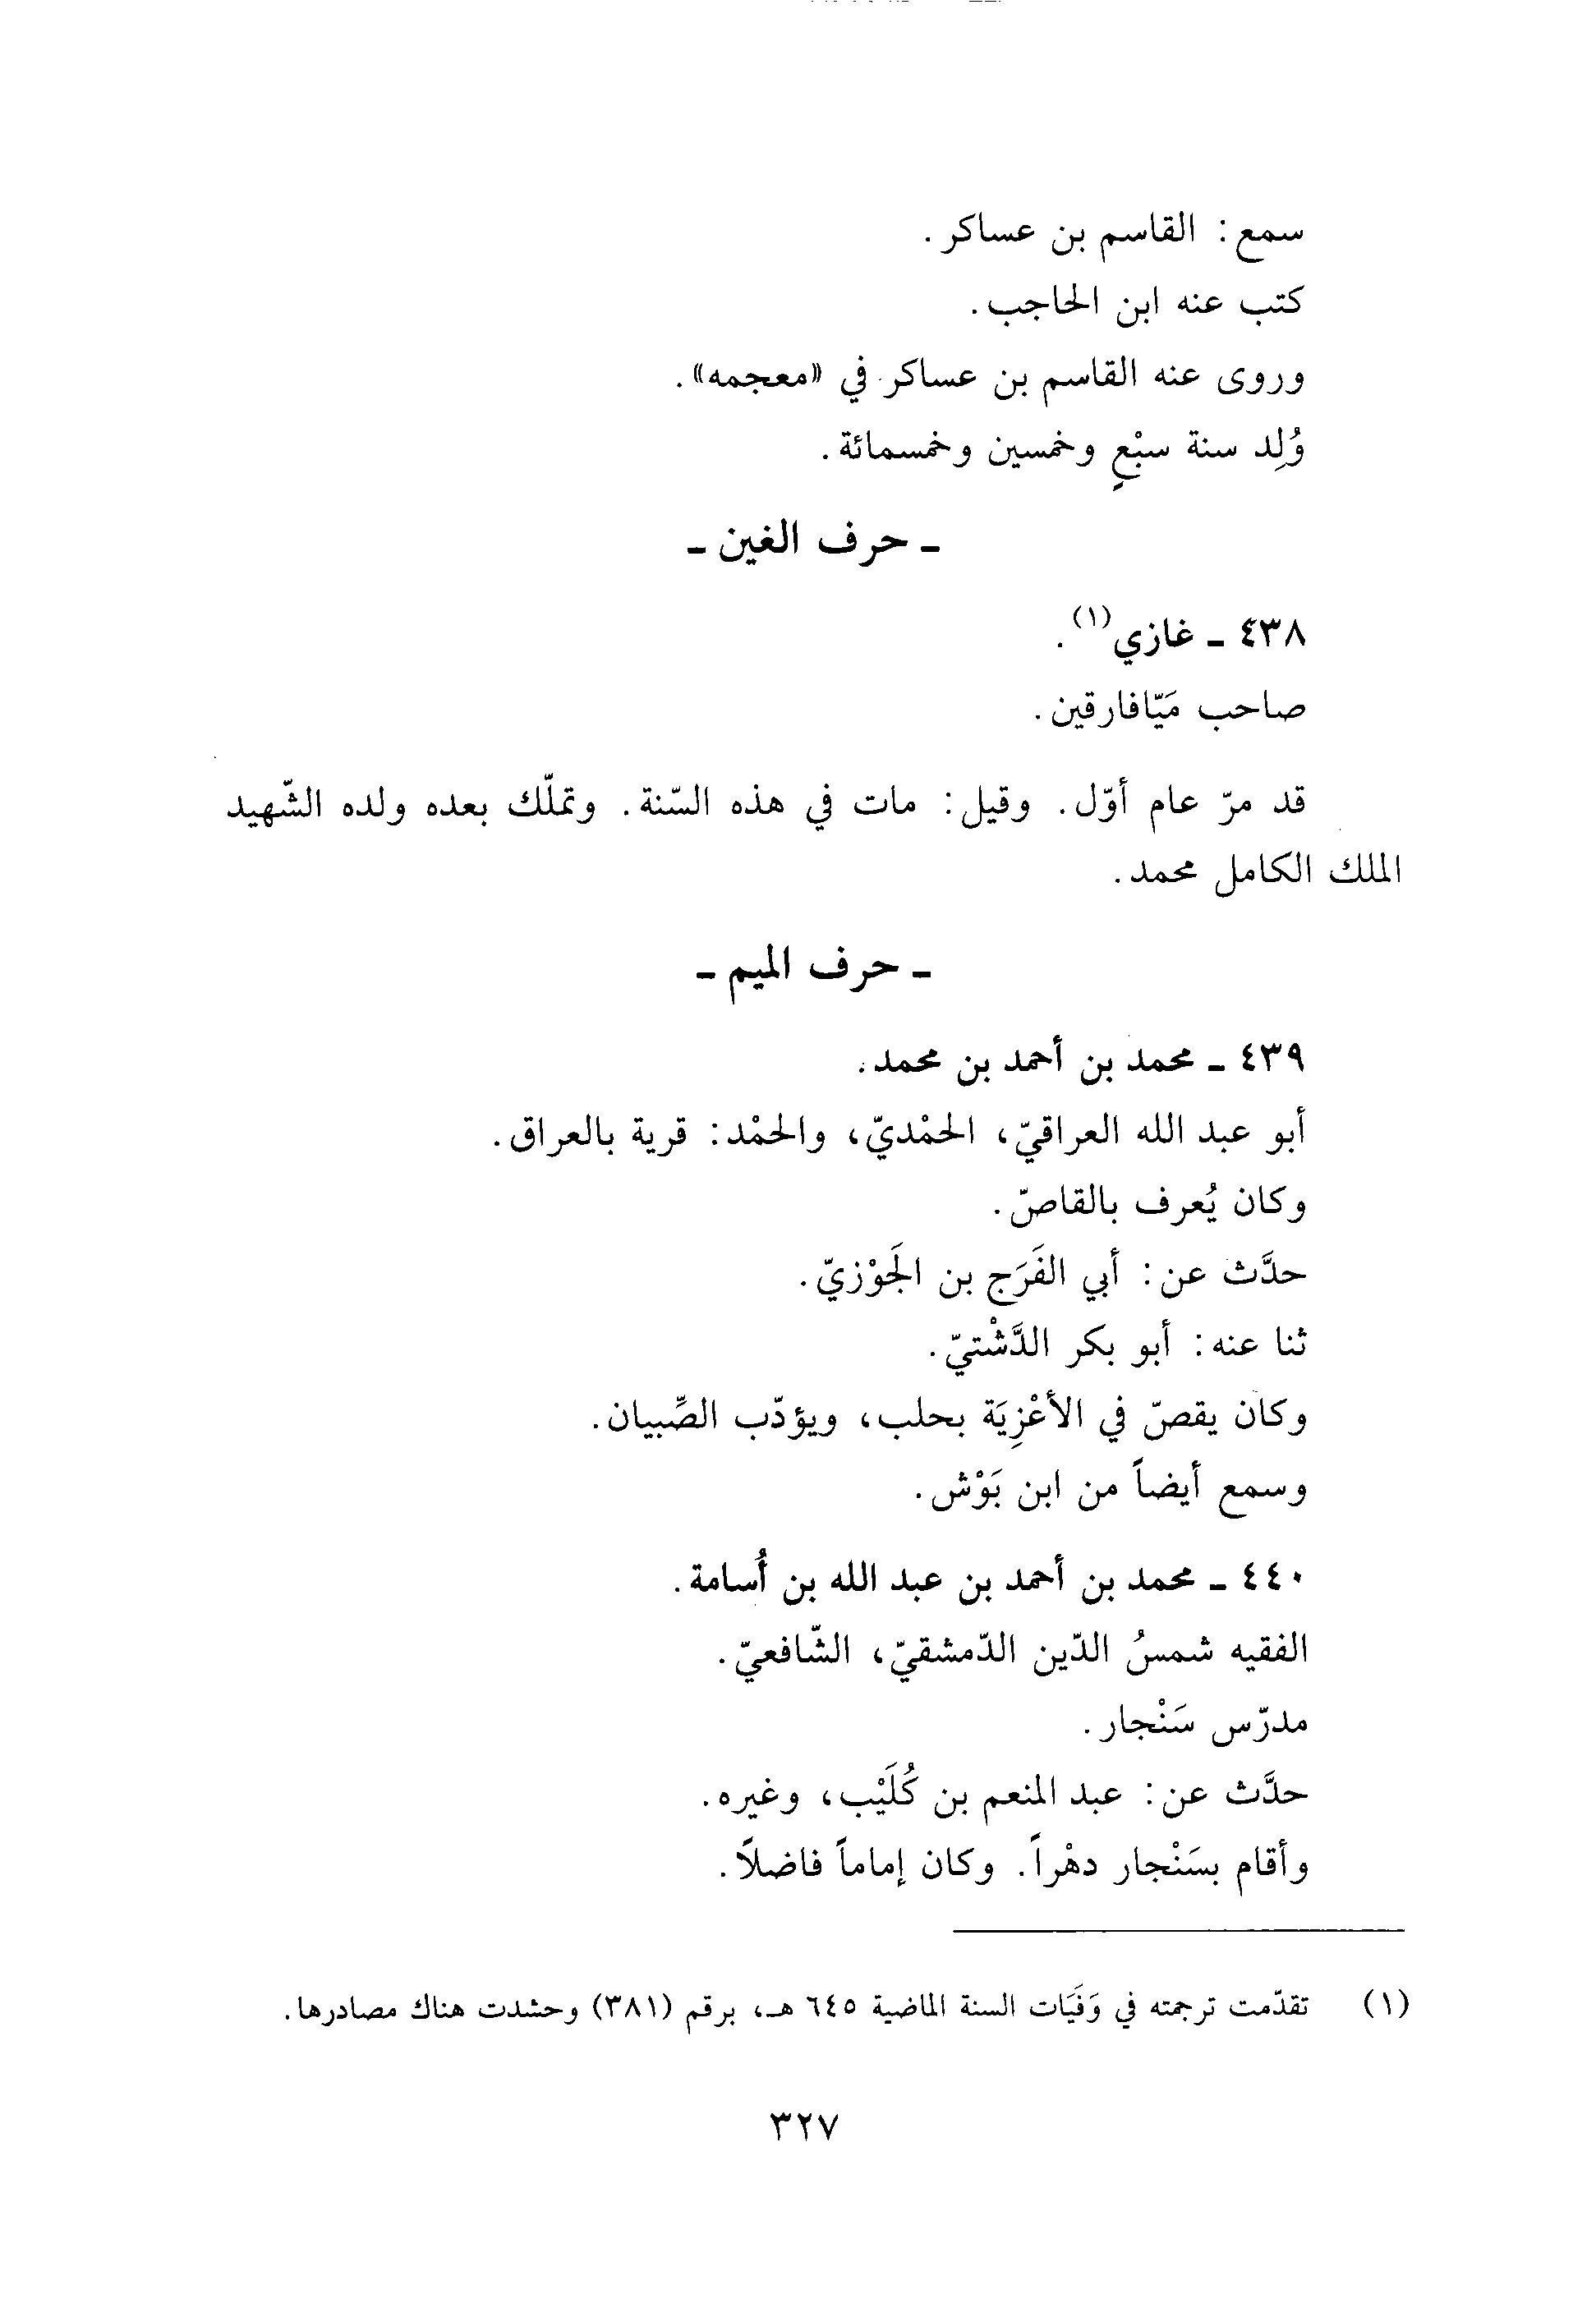 سمع: القاسم بن عساكر.
كتب عنه ابن الحاجب.
وروى عنه القاسم بن عساكر في «معجمه».
وُلِد سنة سبْعٍ وخمسين وخمسمائة.
ـ حرف الغين ـ
٤٣٨ ـ غازي(١).
صاحب مَيّافارقين.
قد مرّ عام أوّل. وقيل: مات في هذه السّنة. وتملّك بعده ولده الشّهيد
الملك الكامل محمد.
ـ حرف الميم ـ
٤٣٩ ـ محمد بن أحمد بن محمد.
أبو عبد الله العراقيّ، الحمْديّ، والحمْد: قرية بالعراق.
وكان يُعرف بالقاصّ.
حدَّث عن: أبي الفَرَج بن الجَوْزيّ.
ثنا عنه: أبو بكر الدَّشْتيّ.
وكان يقصّ في الأعْزِيَة بحلب، ويؤدّب الصِّبيان.
وسمع أيضاً من ابن بَوْش.
٤٤٠ ـ محمد بن أحمد بن عبد الله بن أُسامة.
الفقيه شمسُ الدّين الدّمشقيّ، الشّافعيّ.
مدرّس سَنْجار.
حدَّث عن: عبد المنعم بن كُلَيْب، وغيره.
وأقام بسَنْجار دهْراً. وكان إماماً فاضلاً.
(١) تقدّمت ترجمته في وَفَيَات السنة الماضية ٦٤٥ هـ، برقم (٣٨١) وحشدت هناك مصادرها.
٣٢٧